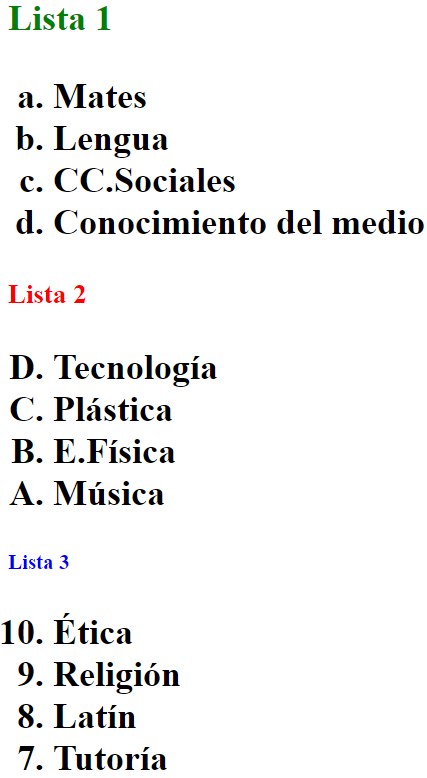 Lista 1
a. Mates
b. Lengua
c. CC.Sociales
d. Conocimiento del medio
Lista 2
D. Tecnología
C. Plástica
B. E.Física
A. Música
Lista 3
10. Ética
9. Religión
8. Latín
7. Tutoría